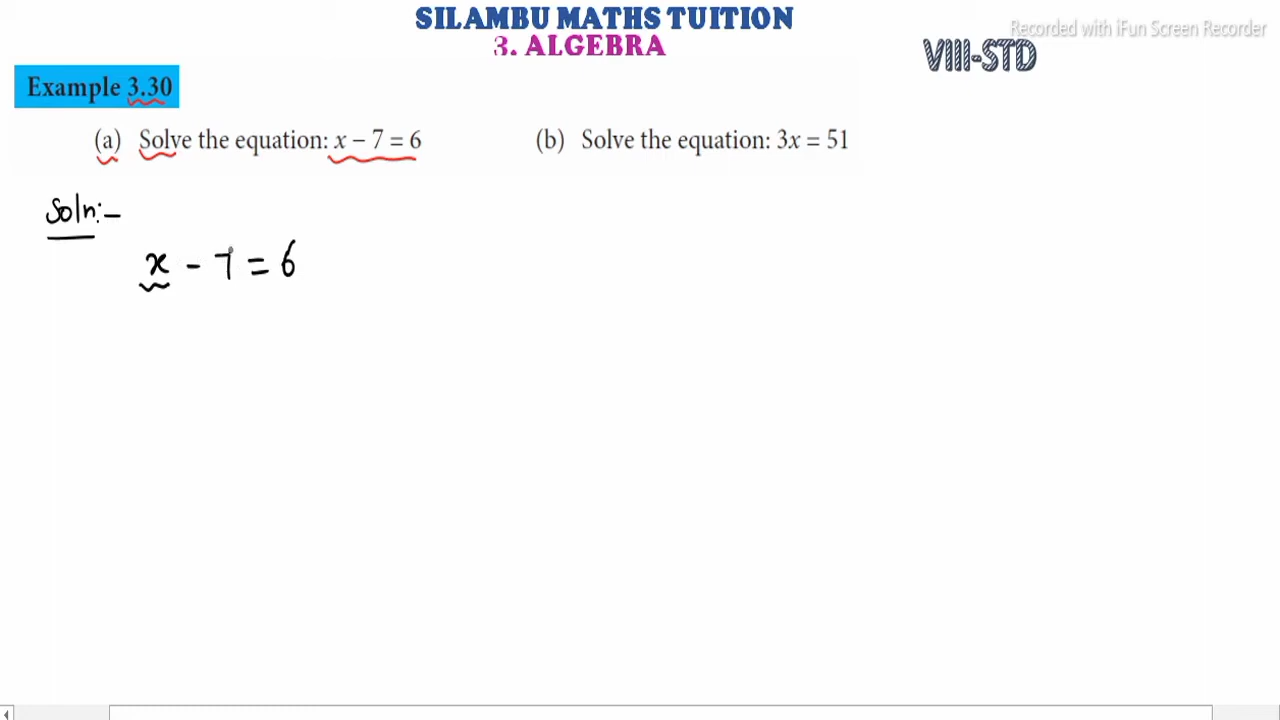 SILAMBU MATHS TUITION
Recorded with iFun Screen Recorder
3. ALGEBRA
VIII-STD
Example 3.30
(a) Solve the equation: x – 7 = 6 (b) Solve the equation: 3x = 51
Soln:-
x - 7 = 6